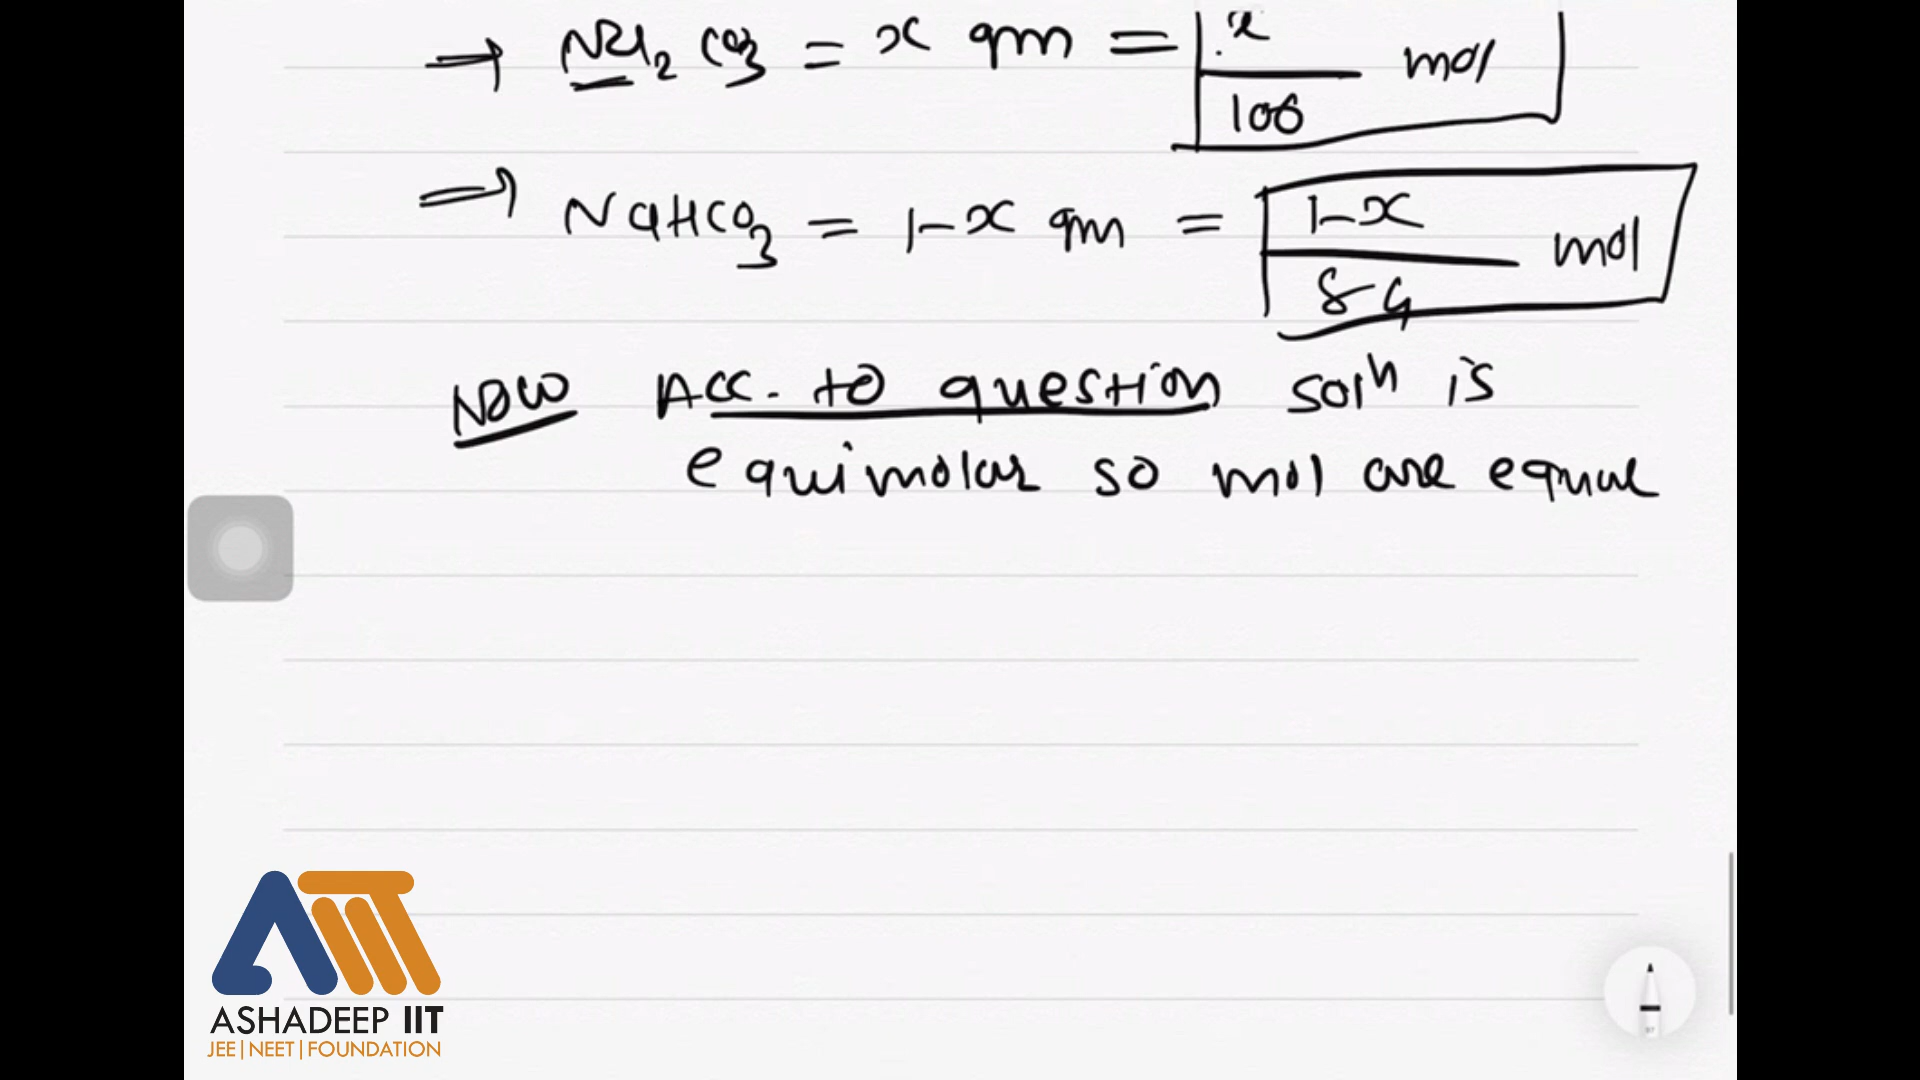 → Na₂CO₃ = x gm = x/106 mol
⇒ NaHCO₃ = 1-x gm = 1-x/84 mol
NOW Acc. to question solⁿ is
equimolar so mol are equal
ASHADEEP IIT
JEE | NEET | FOUNDATION